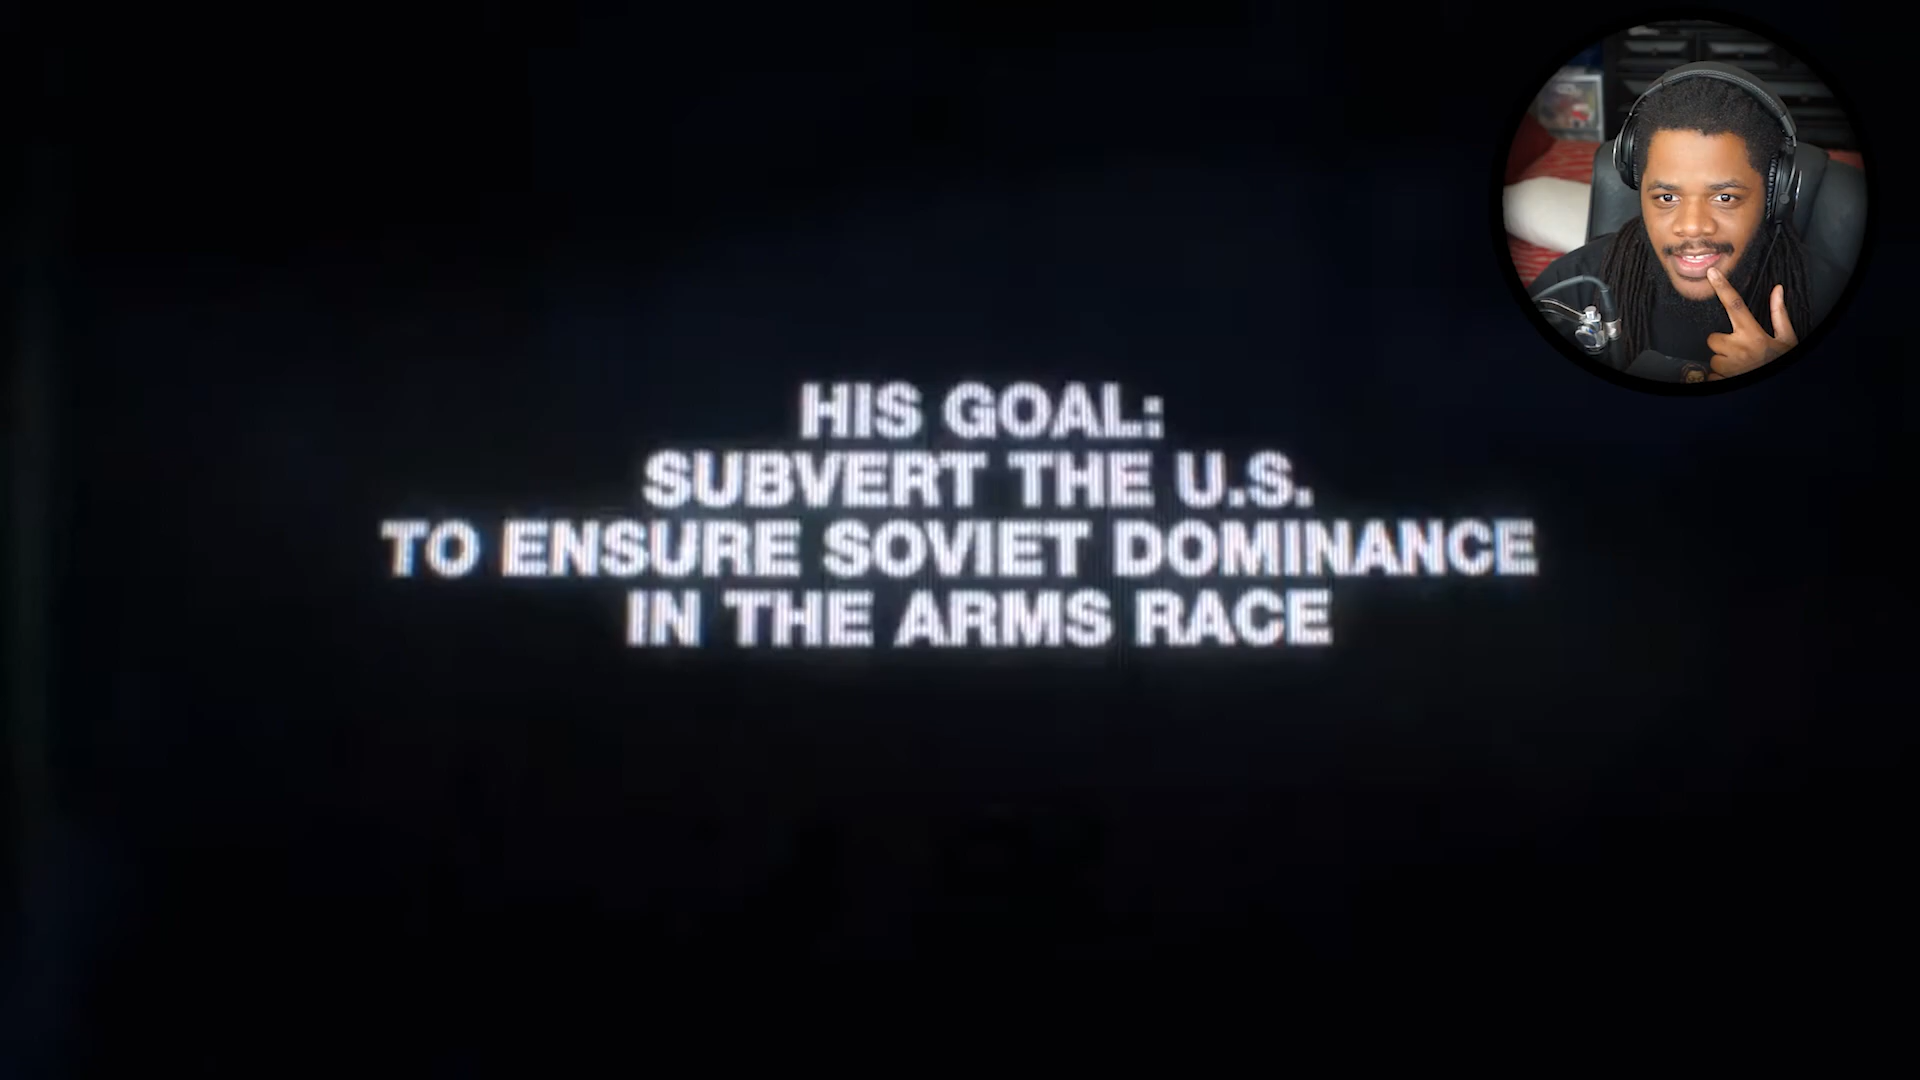 HIS GOAL:
SUBVERT THE U.S.
TO ENSURE SOVIET DOMINANCE
IN THE ARMS RACE